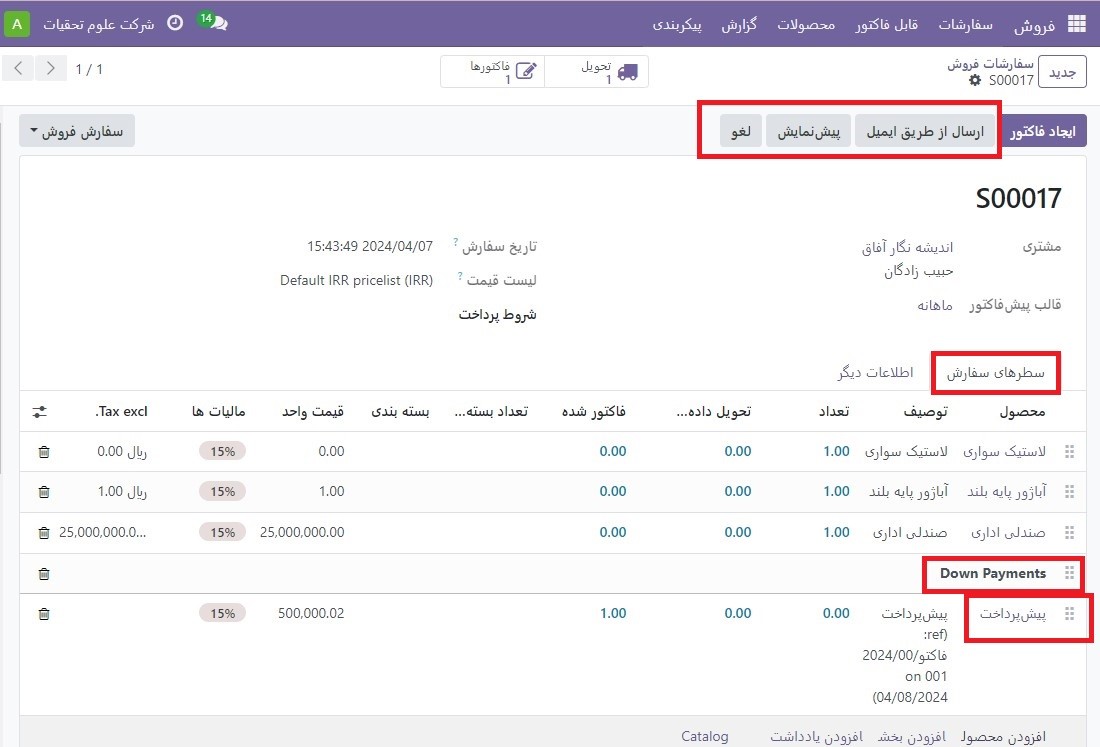 فروش سفارشات قابل فاکتور محصولات گزارش پیکربندی 14 شرکت علوم تحقیات A
جدید سفارشات فروش
S00017
تحویل
1
فاکتورها
1
1 / 1
ایجاد فاکتور ارسال از طریق ایمیل پیش‌نمایش لغو سفارش فروش
S00017
مشتری اندیشه نگار آفاق
حبیب زادگان
قالب پیش‌فاکتور ماهانه
تاریخ سفارش ? 2024/04/07 15:43:49
لیست قیمت ? Default IRR pricelist (IRR)
شروط پرداخت
سطرهای سفارش اطلاعات دیگر
محصول توصیف تعداد تحویل داده... فاکتور شده تعداد بسته... بسته بندی قیمت واحد مالیات ها Tax excl.
لاستیک سواری لاستیک سواری 1.00 0.00 0.00 0.00 15% ریال 0.00
آباژور پایه بلند آباژور پایه بلند 1.00 0.00 0.00 1.00 15% ریال 1.00
صندلی اداری صندلی اداری 1.00 0.00 0.00 25,000,000.00 15% 25,000,000.0...
Down Payments
پیش‌پرداخت پیش‌پرداخت 0.00 0.00 1.00 500,000.02 15%
(ref:
فاکتو/2024/00
001 on
04/08/2024)
افزودن محصول افزودن بخش افزودن یادداشت Catalog